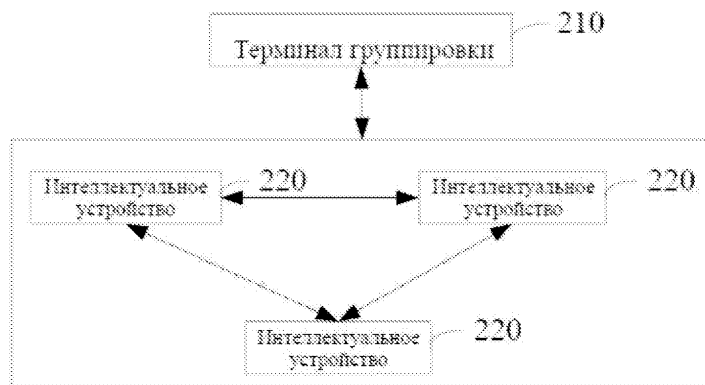 210
Терминал группировки
Интеллектуальное
устройство
220
Интеллектуальное
устройство
220
Интеллектуальное
устройство
220